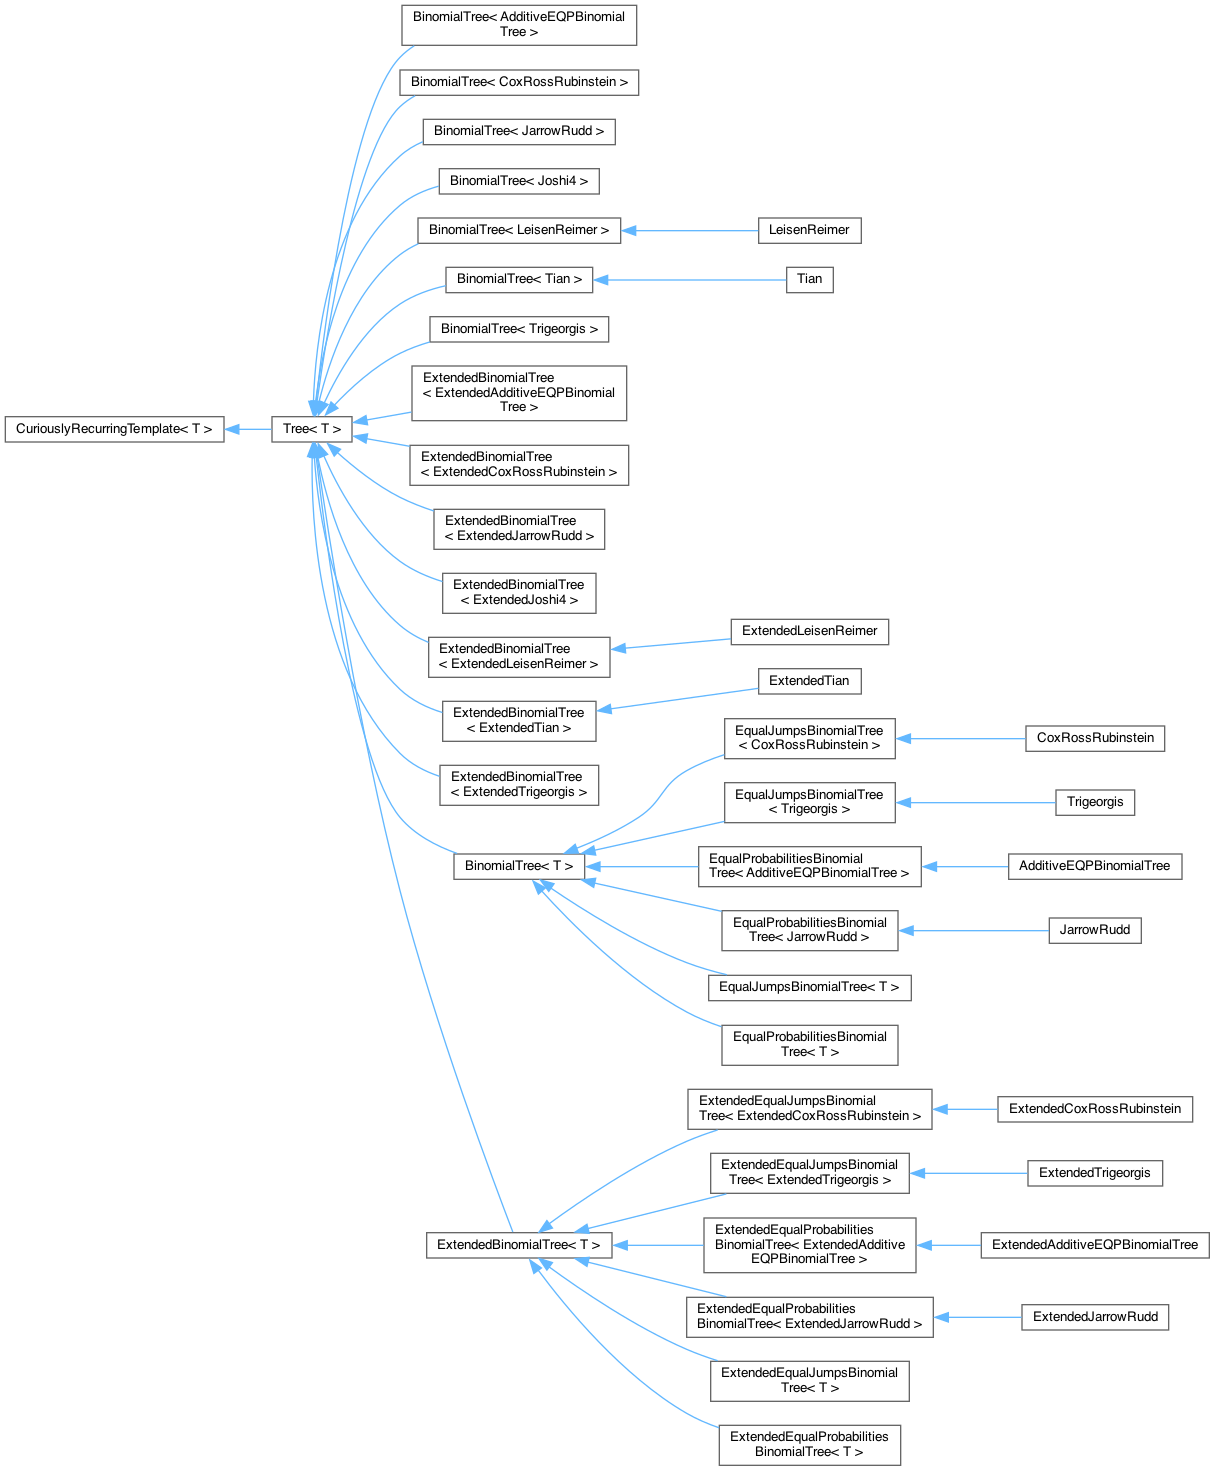 BinomialTree< AdditiveEQPBinomial
Tree >
BinomialTree< CoxRossRubinstein >
BinomialTree< JarrowRudd >
BinomialTree< Joshi4 >
BinomialTree< LeisenReimer >
LeisenReimer
BinomialTree< Tian >
Tian
BinomialTree< Trigeorgis >
ExtendedBinomialTree
< ExtendedAdditiveEQPBinomial
Tree >
CuriouslyRecurringTemplate< T >
Tree< T >
ExtendedBinomialTree
< ExtendedCoxRossRubinstein >
ExtendedBinomialTree
< ExtendedJarrowRudd >
ExtendedBinomialTree
< ExtendedJoshi4 >
ExtendedBinomialTree
< ExtendedLeisenReimer >
ExtendedLeisenReimer
ExtendedBinomialTree
< ExtendedTian >
ExtendedTian
ExtendedBinomialTree
< ExtendedTrigeorgis >
EqualJumpsBinomialTree
< CoxRossRubinstein >
CoxRossRubinstein
EqualJumpsBinomialTree
< Trigeorgis >
Trigeorgis
BinomialTree< T >
EqualProbabilitiesBinomial
Tree< AdditiveEQPBinomialTree >
AdditiveEQPBinomialTree
EqualProbabilitiesBinomial
Tree< JarrowRudd >
JarrowRudd
EqualJumpsBinomialTree< T >
EqualProbabilitiesBinomial
Tree< T >
ExtendedEqualJumpsBinomial
Tree< ExtendedCoxRossRubinstein >
ExtendedCoxRossRubinstein
ExtendedEqualJumpsBinomial
Tree< ExtendedTrigeorgis >
ExtendedTrigeorgis
ExtendedBinomialTree< T >
ExtendedEqualProbabilities
BinomialTree< ExtendedAdditive
EQPBinomialTree >
ExtendedAdditiveEQPBinomialTree
ExtendedEqualProbabilities
BinomialTree< ExtendedJarrowRudd >
ExtendedJarrowRudd
ExtendedEqualJumpsBinomial
Tree< T >
ExtendedEqualProbabilities
BinomialTree< T >